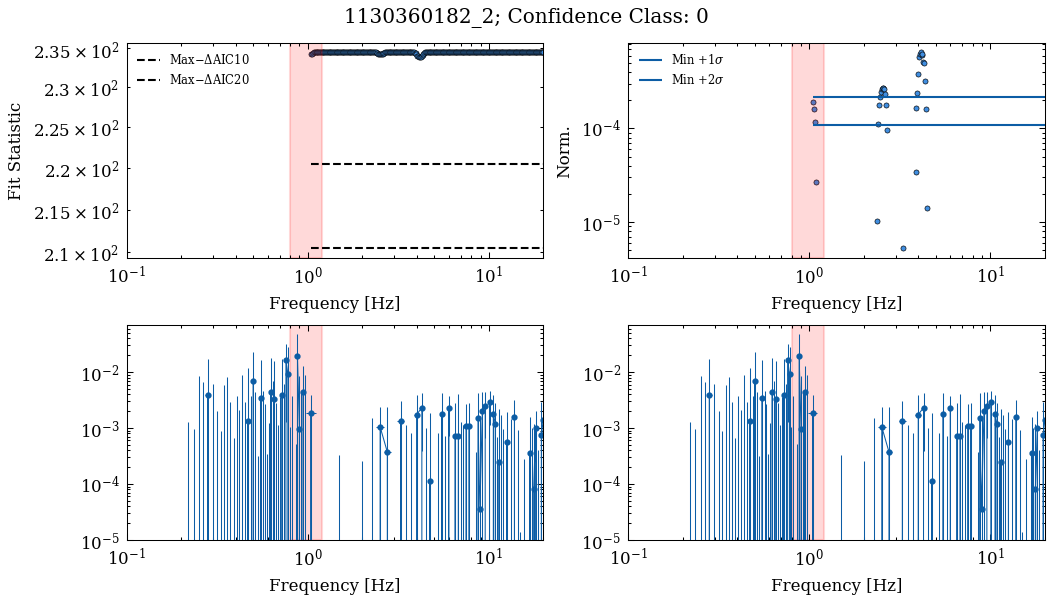 1130360182_2; Confidence Class: 0
Fit Statistic
2.35 × 10²
2.3 × 10²
2.25 × 10²
2.2 × 10²
2.15 × 10²
2.1 × 10²
Max−ΔAIC10
Max−ΔAIC20
10⁻¹ 10⁰ 10¹
Frequency [Hz]
Norm.
10⁻⁴
10⁻⁵
Min +1σ
Min +2σ
10⁻¹ 10⁰ 10¹
Frequency [Hz]
10⁻²
10⁻³
10⁻⁴
10⁻⁵
10⁻¹ 10⁰ 10¹
Frequency [Hz]
10⁻²
10⁻³
10⁻⁴
10⁻⁵
10⁻¹ 10⁰ 10¹
Frequency [Hz]